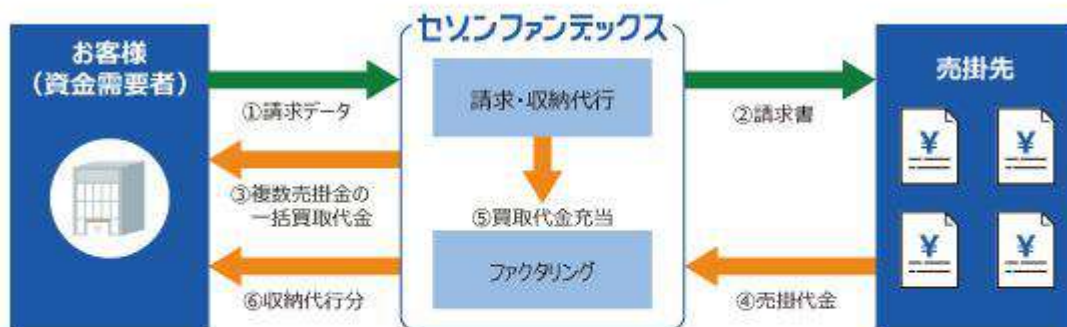 お客様
(資金需要者)
①請求データ
③複数売掛金の
一括買取代金
⑥収納代行分
セゾンファンデックス
請求・収納代行
⑤買取代金充当
ファクタリング
②請求書
④売掛代金
売掛先
¥
¥
¥
¥